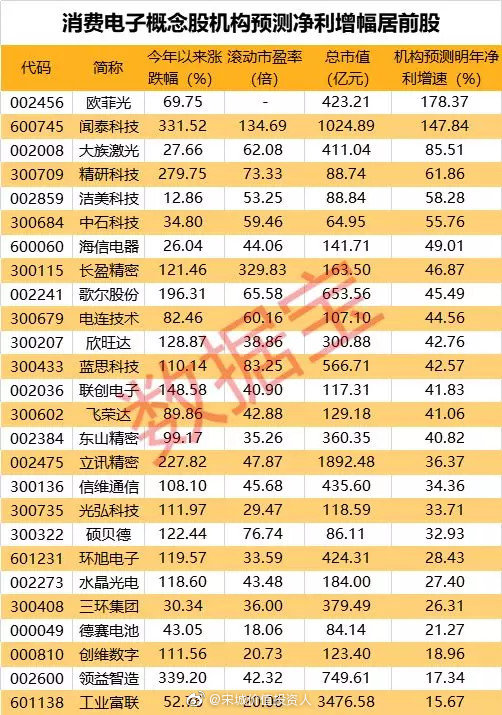 消费电子概念股机构预测净利增幅居前股
代码 简称 今年以来涨跌幅（%） 滚动市盈率（倍） 总市值（亿元） 机构预测明年净利增速（%）
002456 欧菲光 69.75 - 423.21 178.37
600745 闻泰科技 331.52 134.69 1024.89 147.84
002008 大族激光 27.66 62.08 411.04 85.51
300709 精研科技 279.75 73.33 88.74 61.86
002859 洁美科技 12.86 53.25 88.84 58.28
300684 中石科技 34.80 59.46 64.95 55.76
600060 海信电器 26.04 44.06 141.71 49.01
300115 长盈精密 121.46 329.83 163.50 46.87
002241 歌尔股份 196.31 65.58 653.56 45.49
300679 电连技术 82.46 60.16 107.10 44.56
300207 欣旺达 128.87 38.86 300.88 42.76
300433 蓝思科技 110.14 83.25 566.71 42.57
002036 联创电子 148.58 40.90 117.31 41.83
300602 飞荣达 89.86 42.88 129.18 41.06
002384 东山精密 99.17 35.26 360.35 40.82
002475 立讯精密 227.82 47.87 1892.48 36.37
300136 信维通信 108.10 45.68 435.60 34.36
300735 光弘科技 111.97 29.47 118.59 33.71
300322 硕贝德 122.44 76.74 86.11 32.93
601231 环旭电子 119.57 33.59 424.31 28.43
002273 水晶光电 118.60 43.48 184.00 27.40
300408 三环集团 30.34 36.00 379.49 26.31
000049 德赛电池 43.05 18.06 84.14 21.27
000810 创维数字 111.56 20.73 123.40 18.96
002600 领益智造 339.20 42.32 749.61 17.34
601138 工业富联 52.72 20.06 3476.58 15.67
数据宝